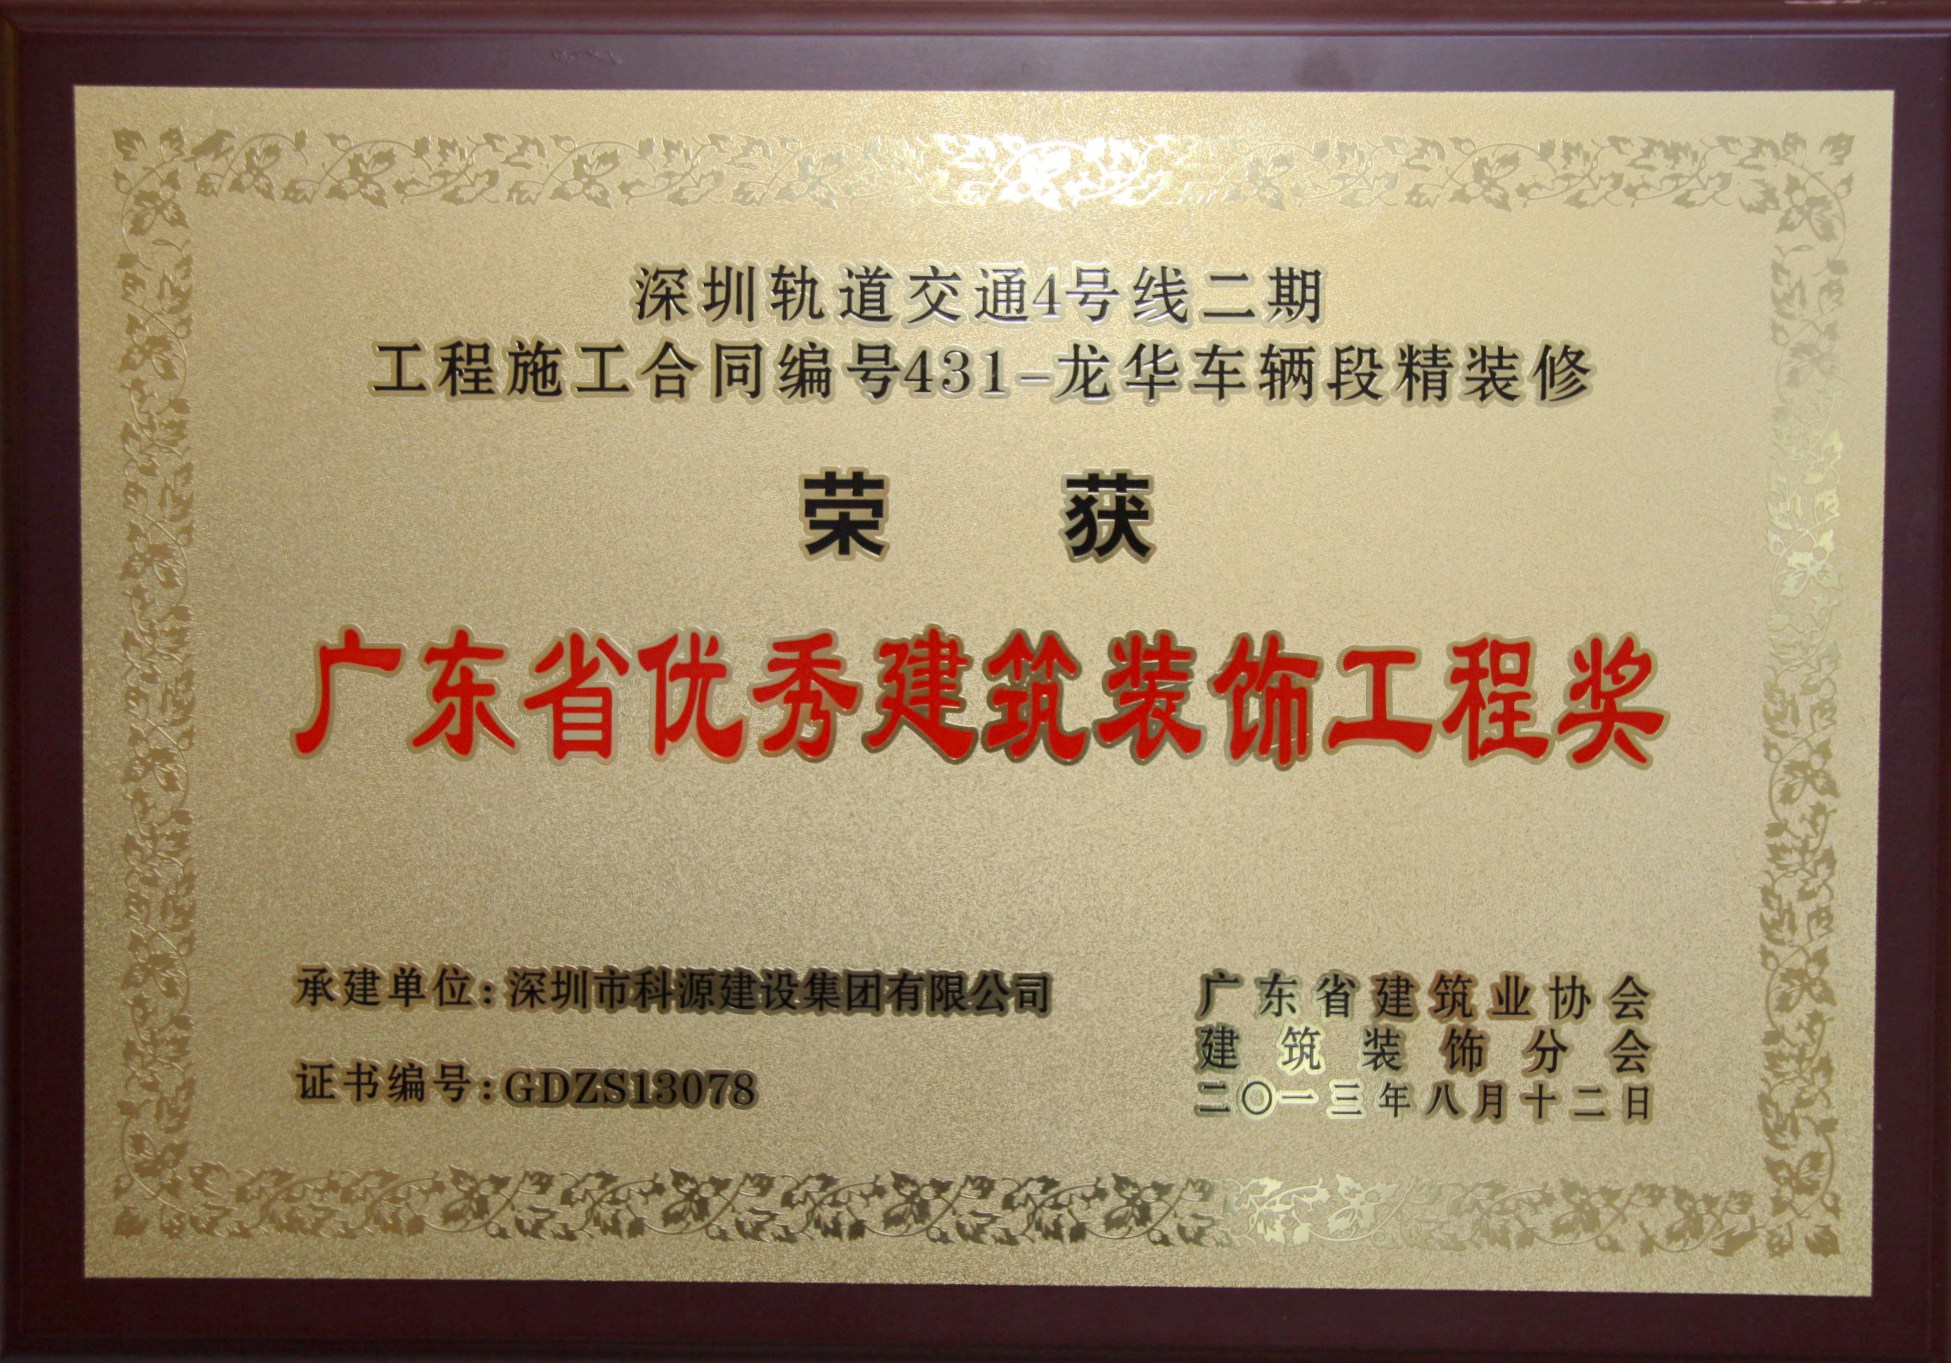 深圳轨道交通4号线二期
工程施工合同编号431-龙华车辆段精装修
荣 获
广东省优秀建筑装饰工程奖
承建单位:深圳市科源建设集团有限公司
证书编号:GDZS13078
广东省建筑业协会
建筑装饰分会
二〇一三年八月十二日